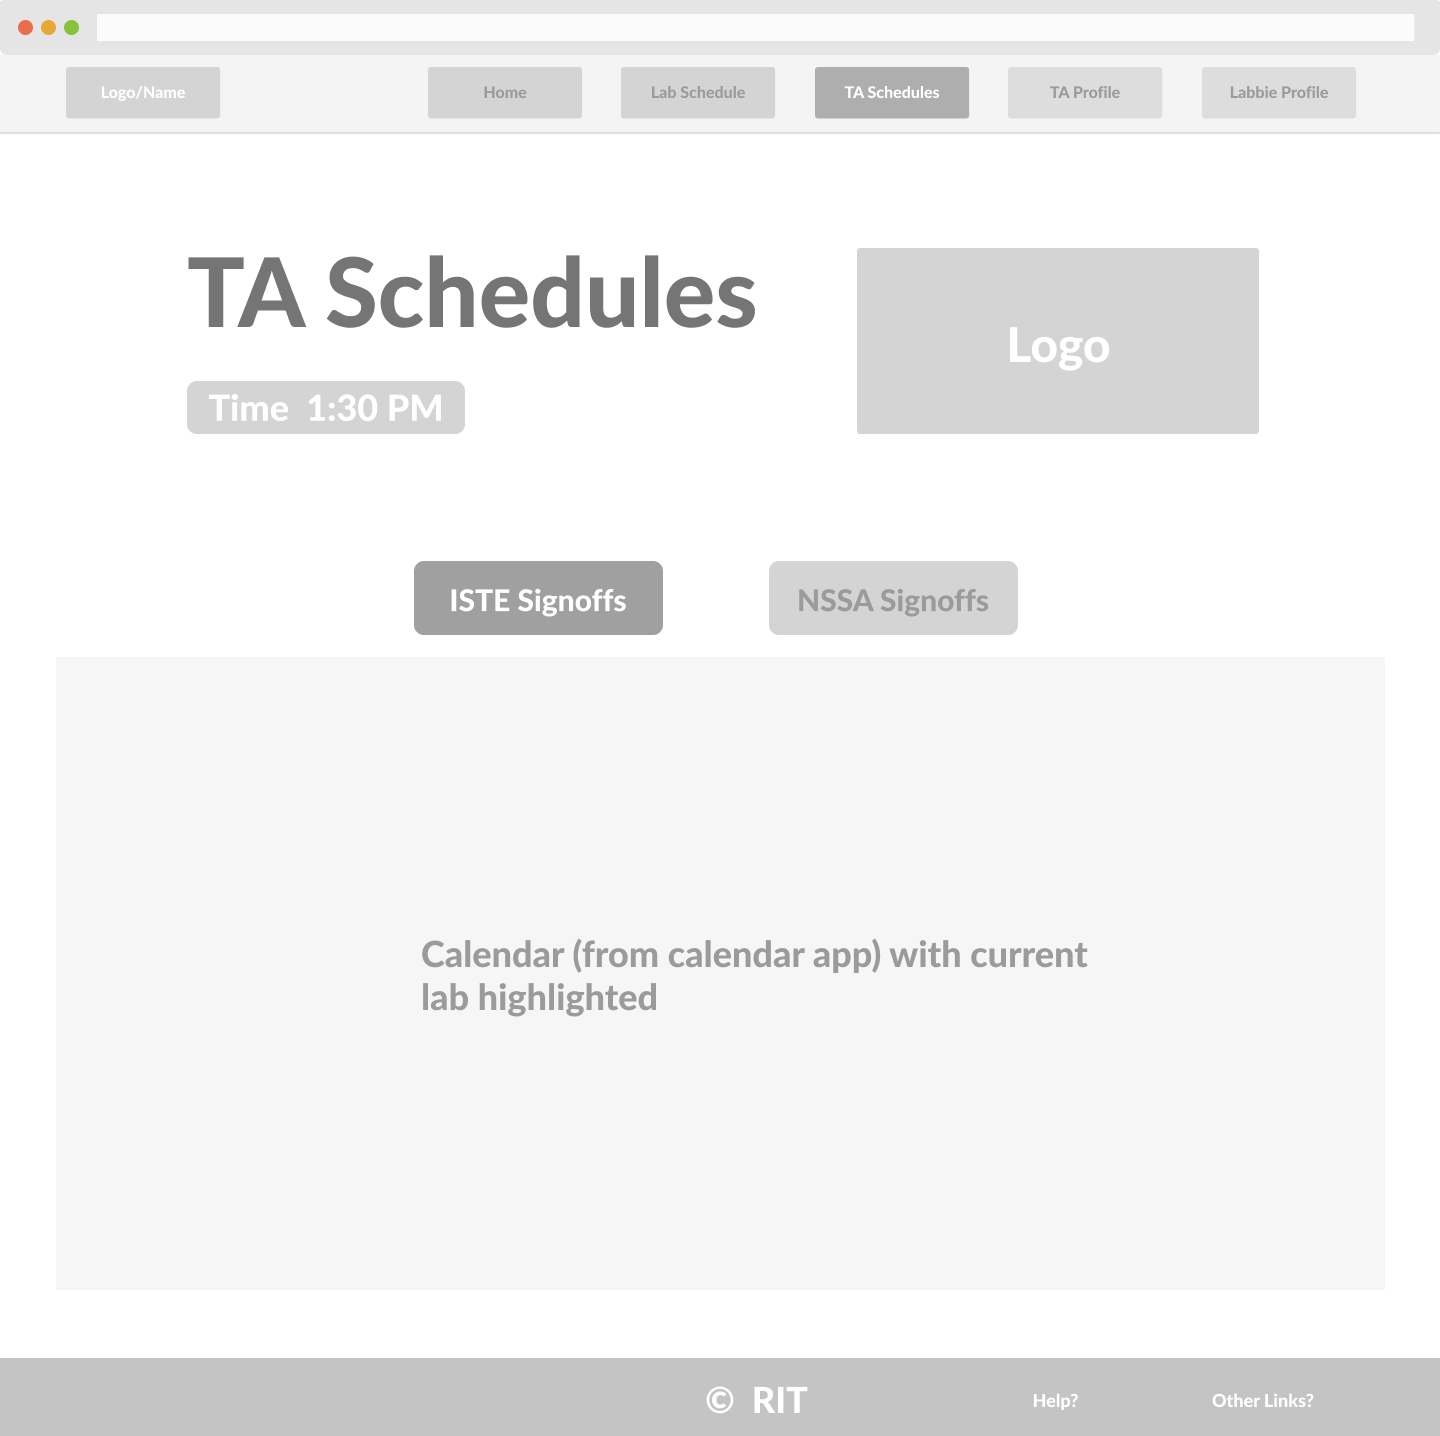 Logo/Name
Home
Lab Schedule
TA Schedules
TA Profile
Labbie Profile
TA Schedules
Logo
Time 1:30 PM
ISTE Signoffs
NSSA Signoffs
Calendar (from calendar app) with current
lab highlighted
© RIT
Help?
Other Links?